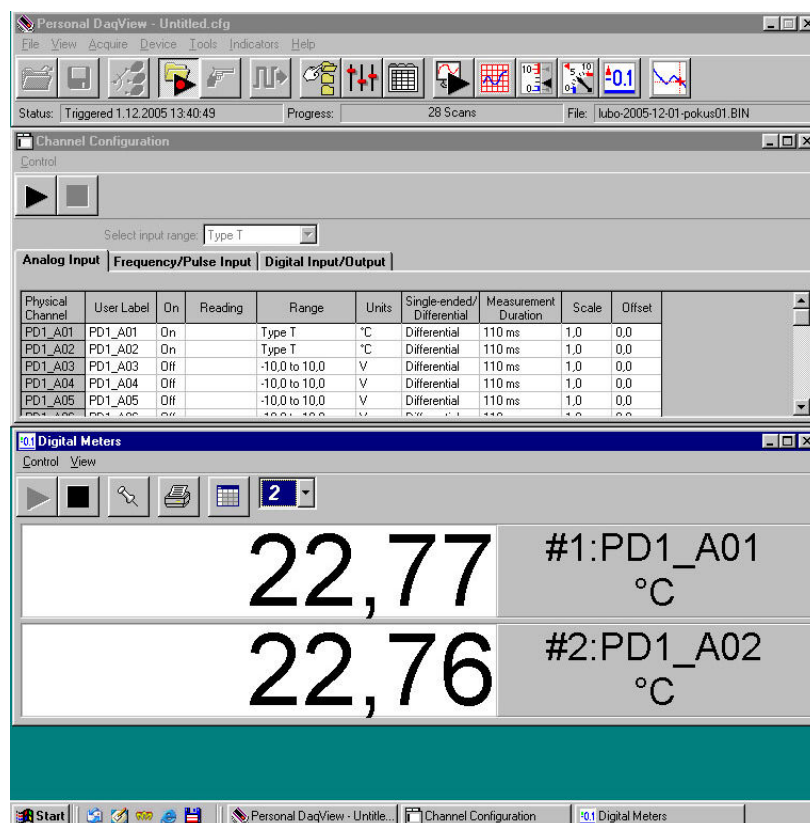 Personal DaqView - Untitled.cfg
File View Acquire Device Tools Indicators Help
Status: Triggered 1.12.2005 13:40:49 Progress: 28 Scans File: lubo-2005-12-01-pokus01.BIN
Channel Configuration
Control
Select input range: Type T
Analog Input Frequency/Pulse Input Digital Input/Output
Physical Channel User Label On Reading Range Units Single-ended/ Differential Measurement Duration Scale Offset
PD1_A01 PD1_A01 On Type T °C Differential 110 ms 1,0 0,0
PD1_A02 PD1_A02 On Type T °C Differential 110 ms 1,0 0,0
PD1_A03 PD1_A03 Off -10,0 to 10,0 V Differential 110 ms 1,0 0,0
PD1_A04 PD1_A04 Off -10,0 to 10,0 V Differential 110 ms 1,0 0,0
PD1_A05 PD1_A05 Off -10,0 to 10,0 V Differential 110 ms 1,0 0,0
Digital Meters
Control View
2
22,77 #1:PD1_A01
°C
22,76 #2:PD1_A02
°C
Start Personal DaqView - Untitle... Channel Configuration Digital Meters